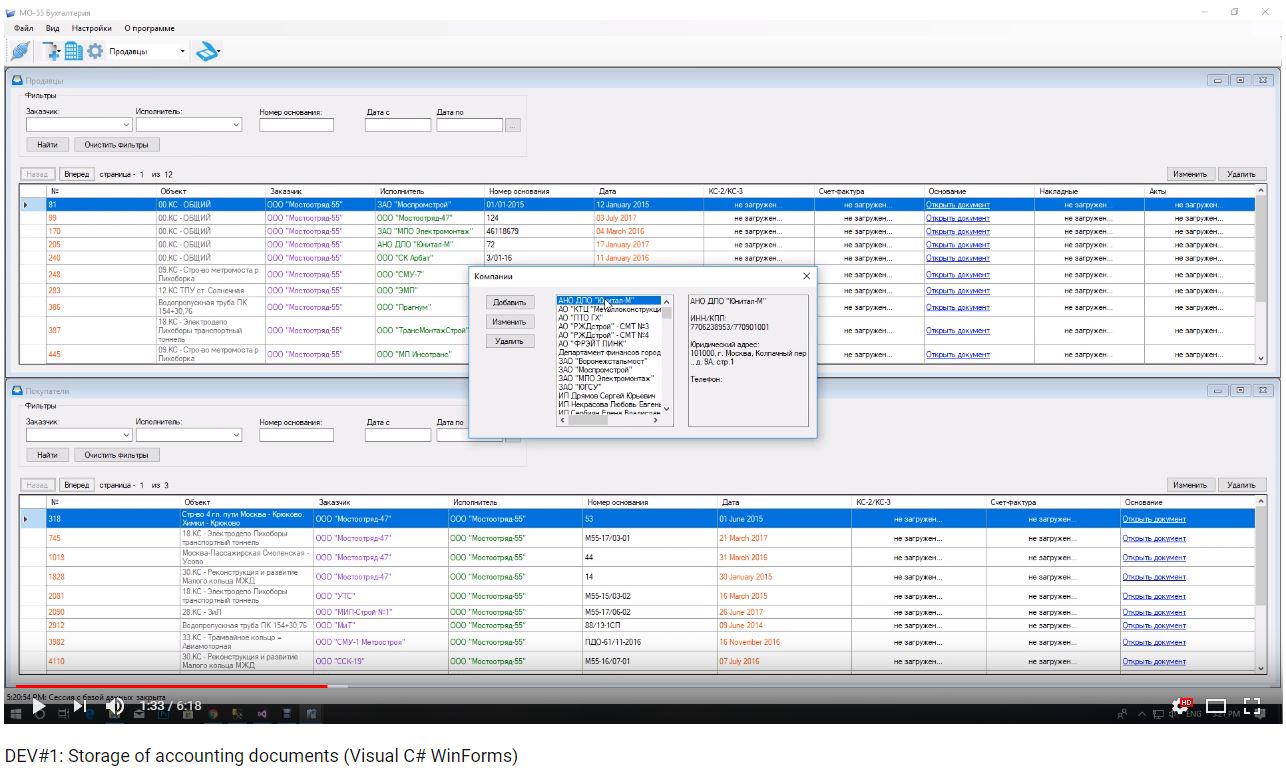 МО-55 Бухгалтерия
Файл Вид Настройки О программе
Продавцы
Продавцы
Фильтры
Заказчик: Исполнитель: Номер основания: Дата с Дата по
...
Найти Очистить фильтры
Назад Вперед страница - 1 из 12 Изменить Удалить
№ Объект Заказчик Исполнитель Номер основания Дата КС-2/КС-3 Счет-фактура Основание Накладные Акты
81 00.КС - ОБЩИЙ ООО "Мостоотряд-55" ЗАО "Моспромстрой" 01/01-2015 12 January 2015 не загружен... не загружен... Открыть документ не загружен... не загружен...
99 00.КС - ОБЩИЙ ООО "Мостоотряд-55" ООО "Мостоотряд-47" 124 03 July 2017 не загружен... не загружен... Открыть документ не загружен... не загружен...
170 00.КС - ОБЩИЙ ООО "Мостоотряд-55" ЗАО "МПО Электромонтаж" 46118679 04 March 2016 не загружен... не загружен... Открыть документ не загружен... не загружен...
205 00.КС - ОБЩИЙ ООО "Мостоотряд-55" АНО ДПО "Юнитал-М" 72 17 January 2017 не загружен... не загружен... Открыть документ не загружен... не загружен...
240 00.КС - ОБЩИЙ ООО "Мостоотряд-55" ООО "СК Арбат" 3/01-16 11 January 2016 не загружен... не загружен... Открыть документ не загружен... не загружен...
248 09.КС - Стро-во метромоста р. Пихоборка ООО "Мостоотряд-55" ООО "СМУ-7" не загружен... Открыть документ не загружен... не загружен...
283 12.КС ТПУ ст. Солнечная ООО "Мостоотряд-55" ООО "ЭМП" не загружен... Открыть документ не загружен... не загружен...
386 Водопропускная труба ПК 154+30,76 ООО "Мостоотряд-55" ООО "Прагнум" не загружен... Открыть документ не загружен... не загружен...
387 18.КС - Электродепо Лихоборы транспортный тоннель ООО "Мостоотряд-55" ООО "ТрансМонтажСтрой" не загружен... Открыть документ не загружен... не загружен...
445 09.КС - Стро-во метромоста р. Пихоборка ООО "Мостоотряд-55" ООО "МП Инсотранс" не загружен... Открыть документ не загружен... не загружен...
Компании
Добавить
Изменить
Удалить
АНО ДПО "Юнитал-М"
АО "КТЦ "Металлоконструкци
АО "ПТО ГХ"
АО "РЖДстрой" - СМТ №3
АО "РЖДстрой" - СМТ №4
АО "ФРЭЙТ ЛИНК"
Департамент финансов город
ЗАО "Воронежстальмост"
ЗАО "Моспромстрой"
ЗАО "МПО Электромонтаж"
ЗАО "ЮГСУ"
ИП Дрямов Сергей Юрьевич
ИП Некрасова Любовь Евгень
ИП Сербиян Елена Владислав
АНО ДПО "Юнитал-М"
ИНН/КПП:
7706238953/770901001
Юридический адрес:
101000, г. Москва, Колпачный пер
., д. 9А, стр.1
Телефон:
Покупатели
Фильтры
Заказчик: Исполнитель: Номер основания: Дата с Дата по
Найти Очистить фильтры
Назад Вперед страница - 1 из 3 Изменить Удалить
№ Объект Заказчик Исполнитель Номер основания Дата КС-2/КС-3 Счет-фактура Основание
318 Стр-во 4 гл. пути Москва - Крюково. Химки - Крюково ООО "Мостоотряд-47" ООО "Мостоотряд-55" 53 01 June 2015 не загружен... не загружен... Открыть документ
745 18.КС - Электродепо Лихоборы транспортный тоннель ООО "Мостоотряд-47" ООО "Мостоотряд-55" М55-17/03-01 21 March 2017 не загружен... не загружен... Открыть документ
1018 Москва-Пассажирская Смоленская - Усово ООО "Мостоотряд-47" ООО "Мостоотряд-55" 44 31 March 2016 не загружен... не загружен... Открыть документ
1828 30.КС - Реконструкция и развитие Малого кольца МЖД ООО "Мостоотряд-47" ООО "Мостоотряд-55" 14 30 January 2015 не загружен... не загружен... Открыть документ
2081 18.КС - Электродепо Лихоборы транспортный тоннель ООО "УТС" ООО "Мостоотряд-55" М55-15/03-02 16 March 2015 не загружен... не загружен... Открыть документ
2090 28.КС - ЗиЛ ООО "МИП-Строй №1" ООО "Мостоотряд-55" М55-17/06-02 26 June 2017 не загружен... не загружен... Открыть документ
2912 Водопропускная труба ПК 154+30,76 ООО "МиТ" ООО "Мостоотряд-55" 88/13-1СП 09 June 2014 не загружен... не загружен... Открыть документ
3982 33.КС - Трамвайное кольцо = Авиамоторная ООО "СМУ-1 Метростроя" ООО "Мостоотряд-55" ПДО-61/11-2016 16 November 2016 не загружен... не загружен... Открыть документ
4110 30.КС - Реконструкция и развитие Малого кольца МЖД ООО "ССК-19" ООО "Мостоотряд-55" М55-16/07-01 07 July 2016 не загружен... не загружен... Открыть документ
5:20:54 PM: Сессия с базой данных закрыта
1:33 / 6:18 HD
ENG
DEV#1: Storage of accounting documents (Visual C# WinForms)